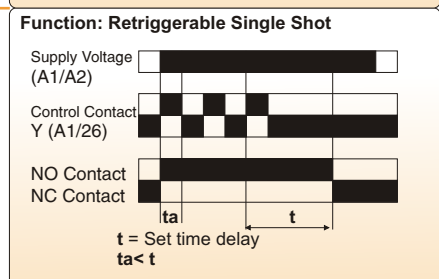 Function: Retriggerable Single Shot
Supply Voltage
(A1/A2)
Control Contact
Y (A1/26)
NO Contact
NC Contact
ta
t
t = Set time delay
ta< t